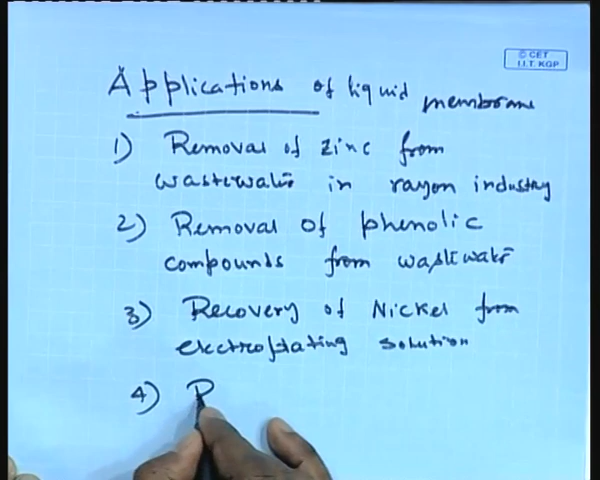 © CET
I.I.T. KGP
Applications of liquid membrane
1) Removal of zinc from
wastewater in rayon industry
2) Removal of phenolic
compounds from wastewater
3) Recovery of Nickel from
electroplating solution
4) R